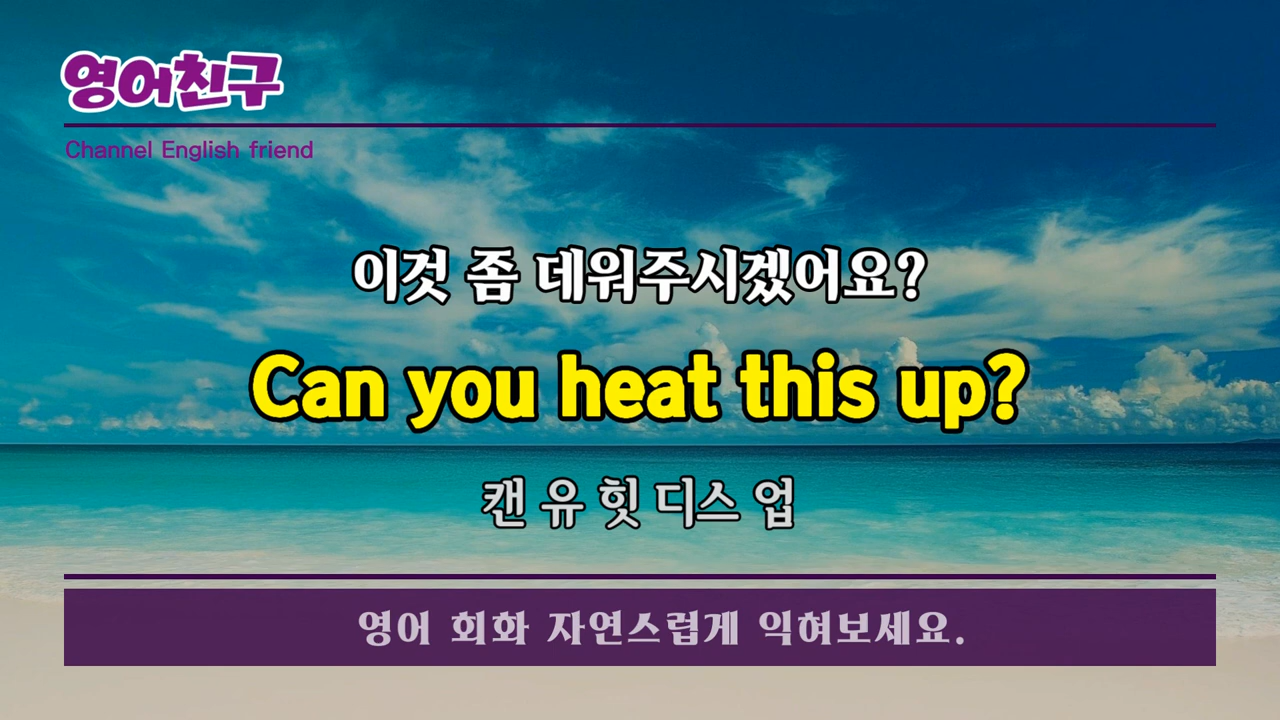 영어친구
Channel English friend
이것 좀 데워주시겠어요?
Can you heat this up?
캔 유 힛 디스 업
영어 회화 자연스럽게 익혀보세요.